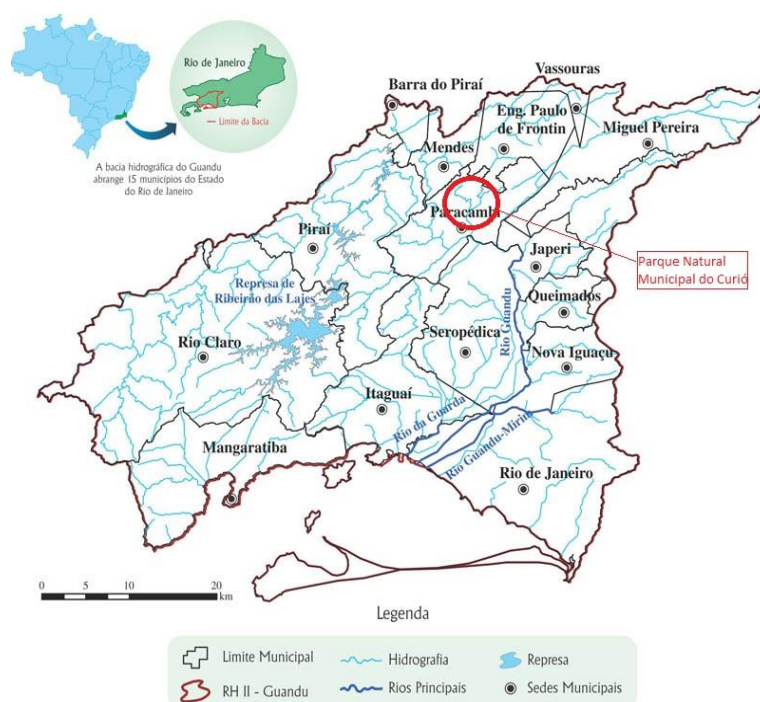 Rio de Janeiro
Limite da Bacia
A bacia hidrográfica do Guandu
abrange 15 municípios do Estado
do Rio de Janeiro
Vassouras
Barra do Piraí
Eng. Paulo
de Frontin
Miguel Pereira
Mendes
Paracambi
Piraí
Japeri
Parque Natural
Municipal do Curió
Represa de
Ribeirão das Lajes
Queimados
Rio Guandu
Rio Claro
Seropédica
Nova Iguaçu
Itaguaí
Rio da Guarda
Rio Guandu-Mirim
Mangaratiba
Rio de Janeiro
0 5 10 20
km
Legenda
Limite Municipal
Hidrografia
Represa
RH II - Guandu
Rios Principais
Sedes Municipais